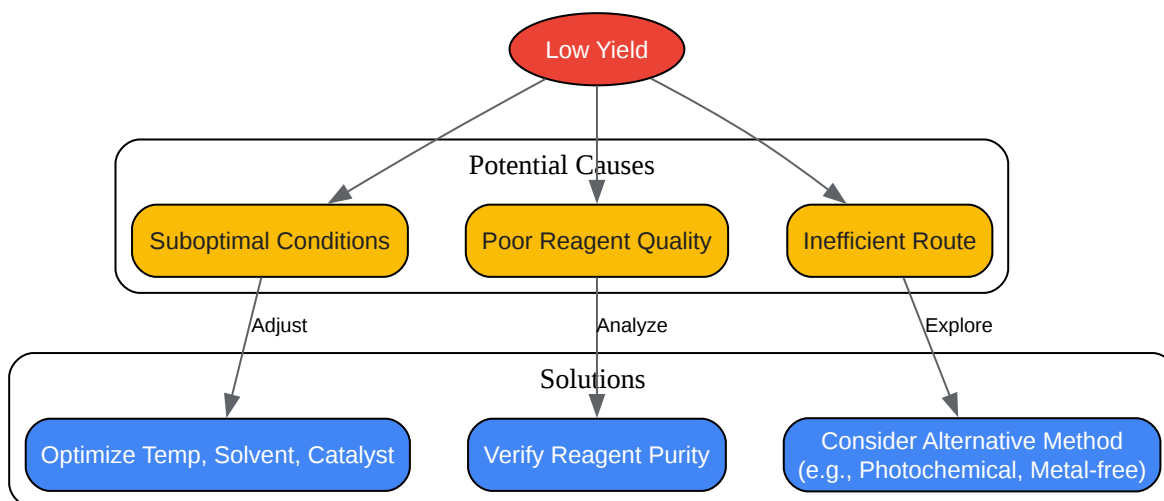 Low Yield
Potential Causes
Suboptimal Conditions
Poor Reagent Quality
Inefficient Route
Adjust
Analyze
Explore
Solutions
Optimize Temp, Solvent, Catalyst
Verify Reagent Purity
Consider Alternative Method
(e.g., Photochemical, Metal-free)